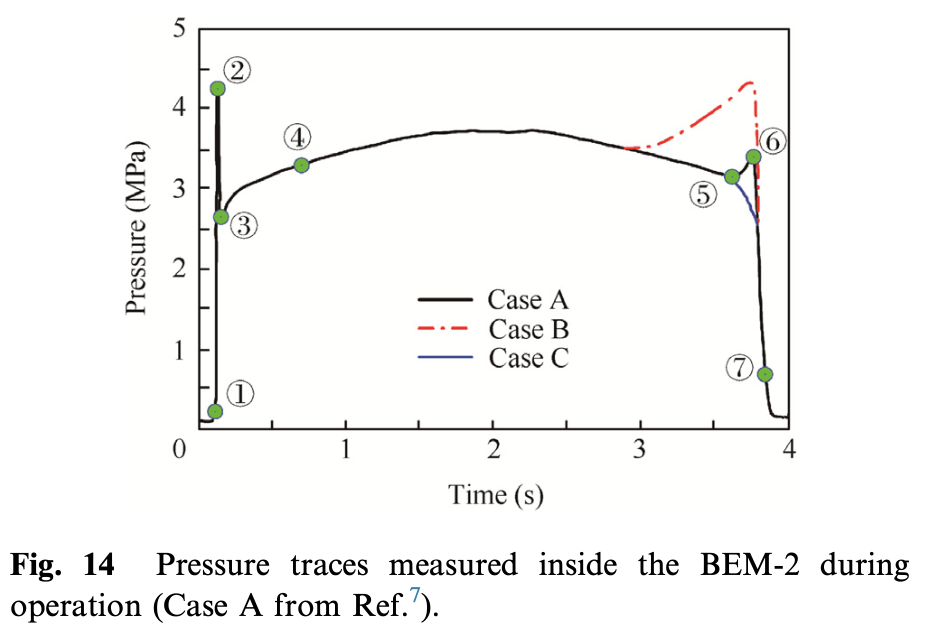 5
②
4
④
⑥
Pressure (MPa)
3
⑤
③
2
Case A
Case B
1
Case C
⑦
①
0
1
2
3
4
Time (s)
Fig. 14 Pressure traces measured inside the BEM-2 during
operation (Case A from Ref.⁷).